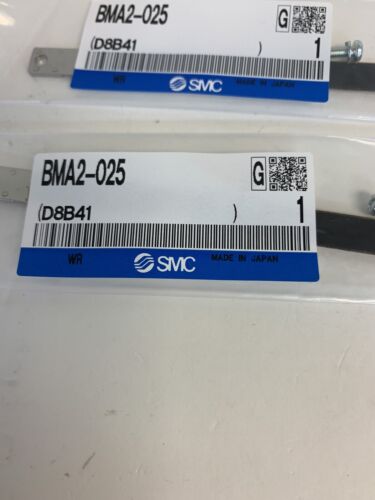 BMA2-025 G
(D8B41 ) 1
WR SMC MADE IN JAPAN
BMA2-025 G
(D8B41 ) 1
WR SMC MADE IN JAPAN